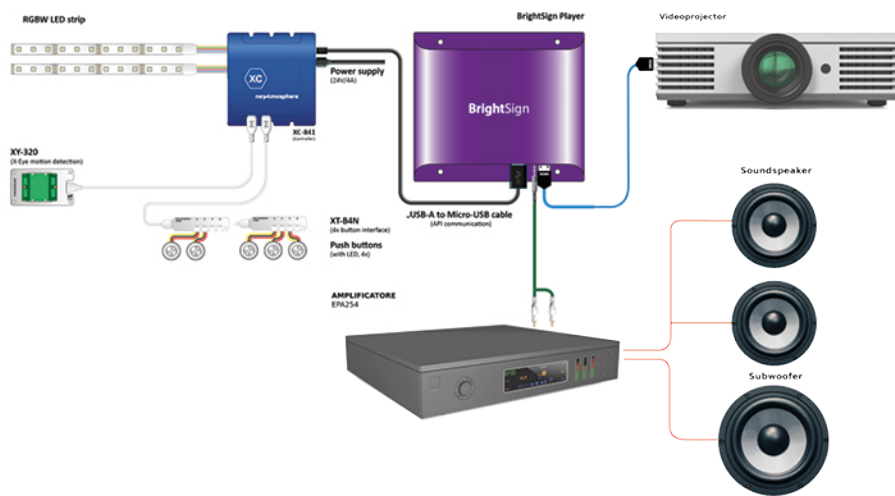 RGBW LED strip
BrightSign Player
Videoprojector
XC
nexmosphere
Power supply
(24V/4A)
BrightSign
XC-841
(Controller)
XY-320
(X-Eye motion detection)
XT-B4N
(4x button interface)
Push buttons
(with LED, 4x)
USB-A to Micro-USB cable
(API communication)
Soundspeaker
AMPLIFICATORE
EPA254
Subwoofer